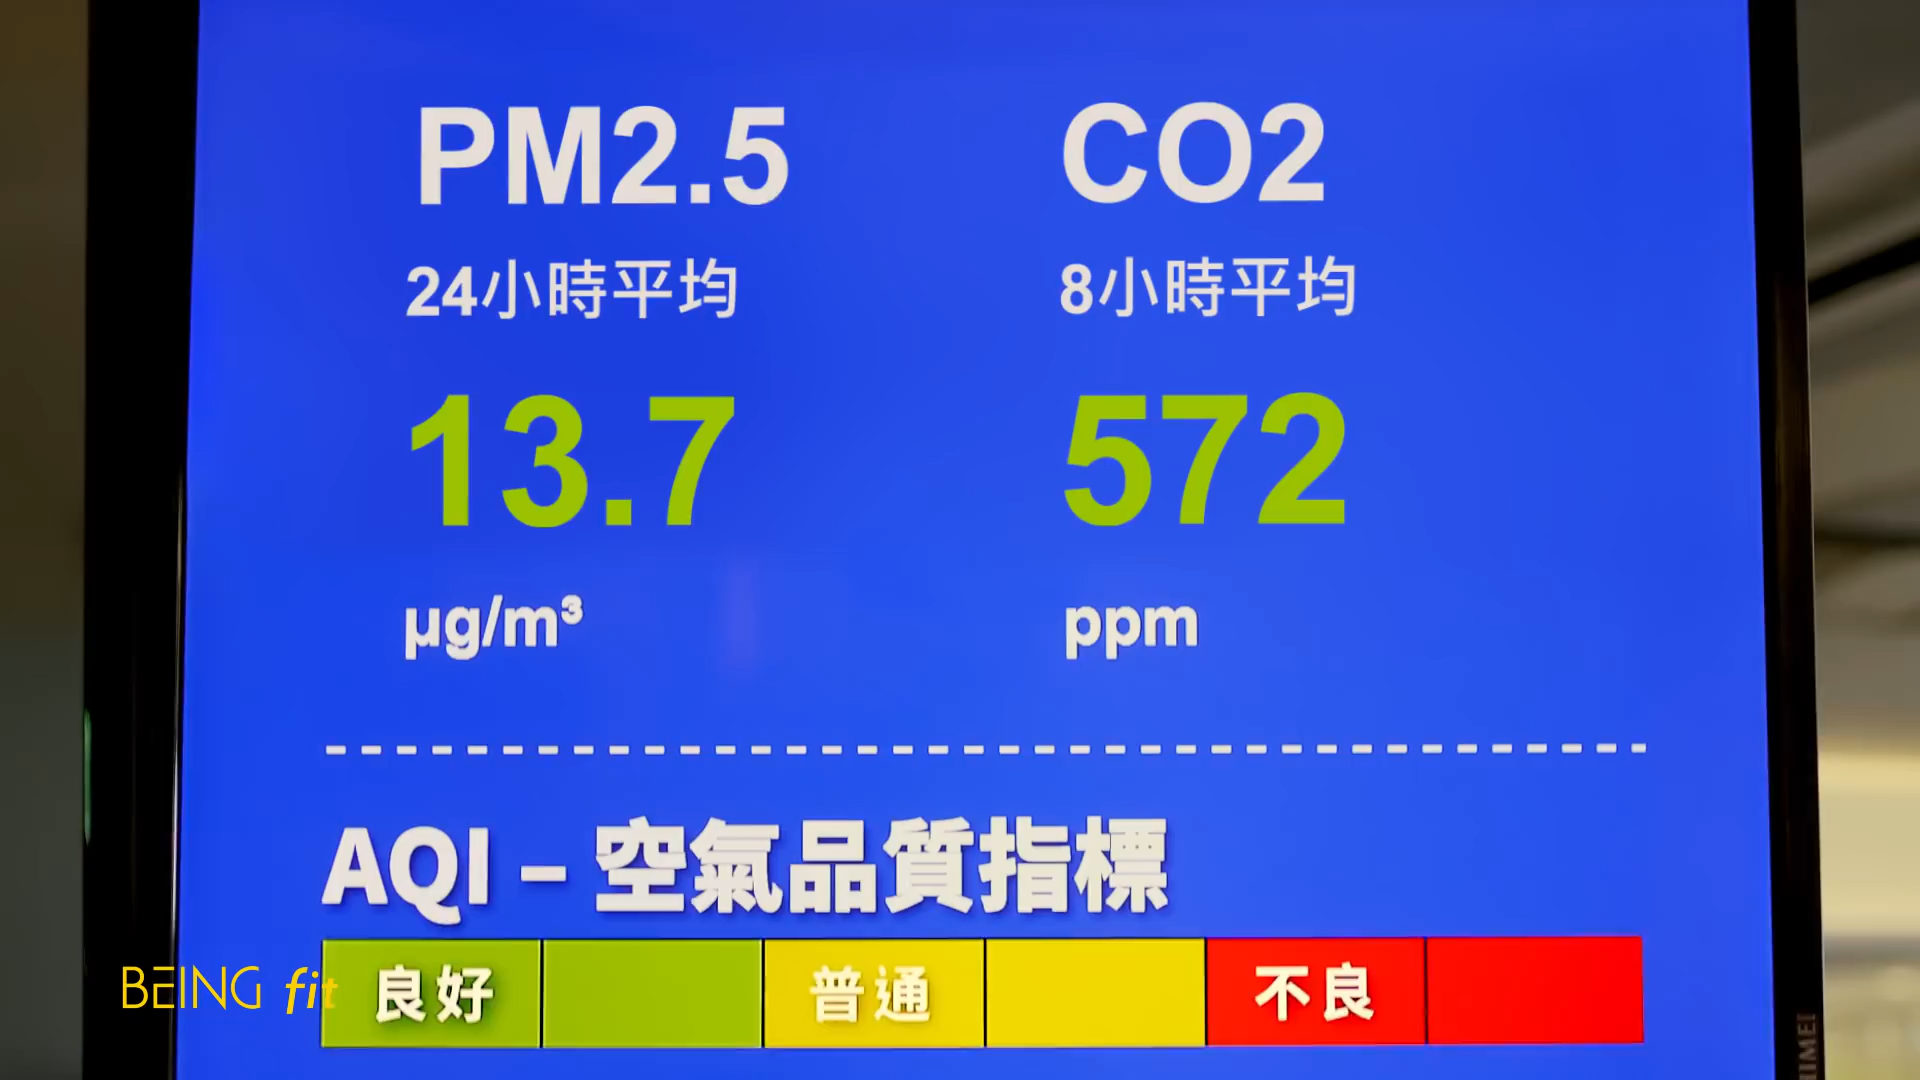 PM2.5
24小時平均
13.7
µg/m³
CO2
8小時平均
572
ppm
AQI – 空氣品質指標
良好 普通 不良
BEING fit